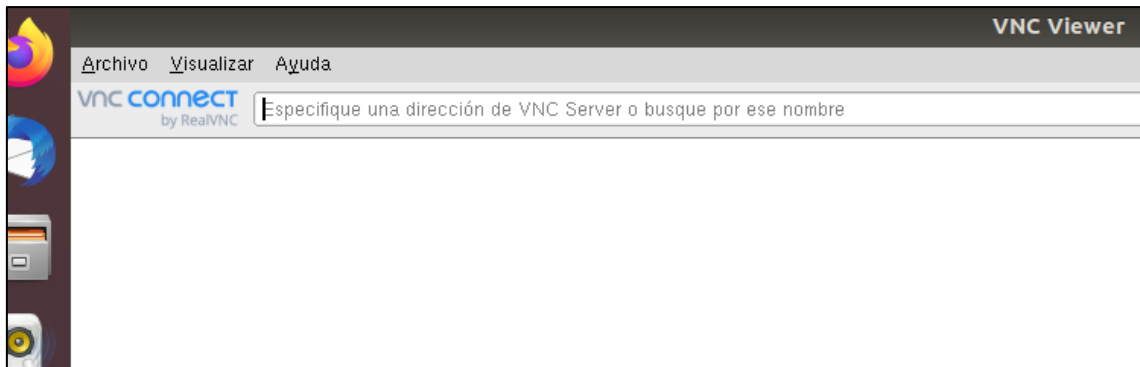 VNC Viewer
Archivo Visualizar Ayuda
VNC CONNECT
by RealVNC
Especifique una dirección de VNC Server o busque por ese nombre